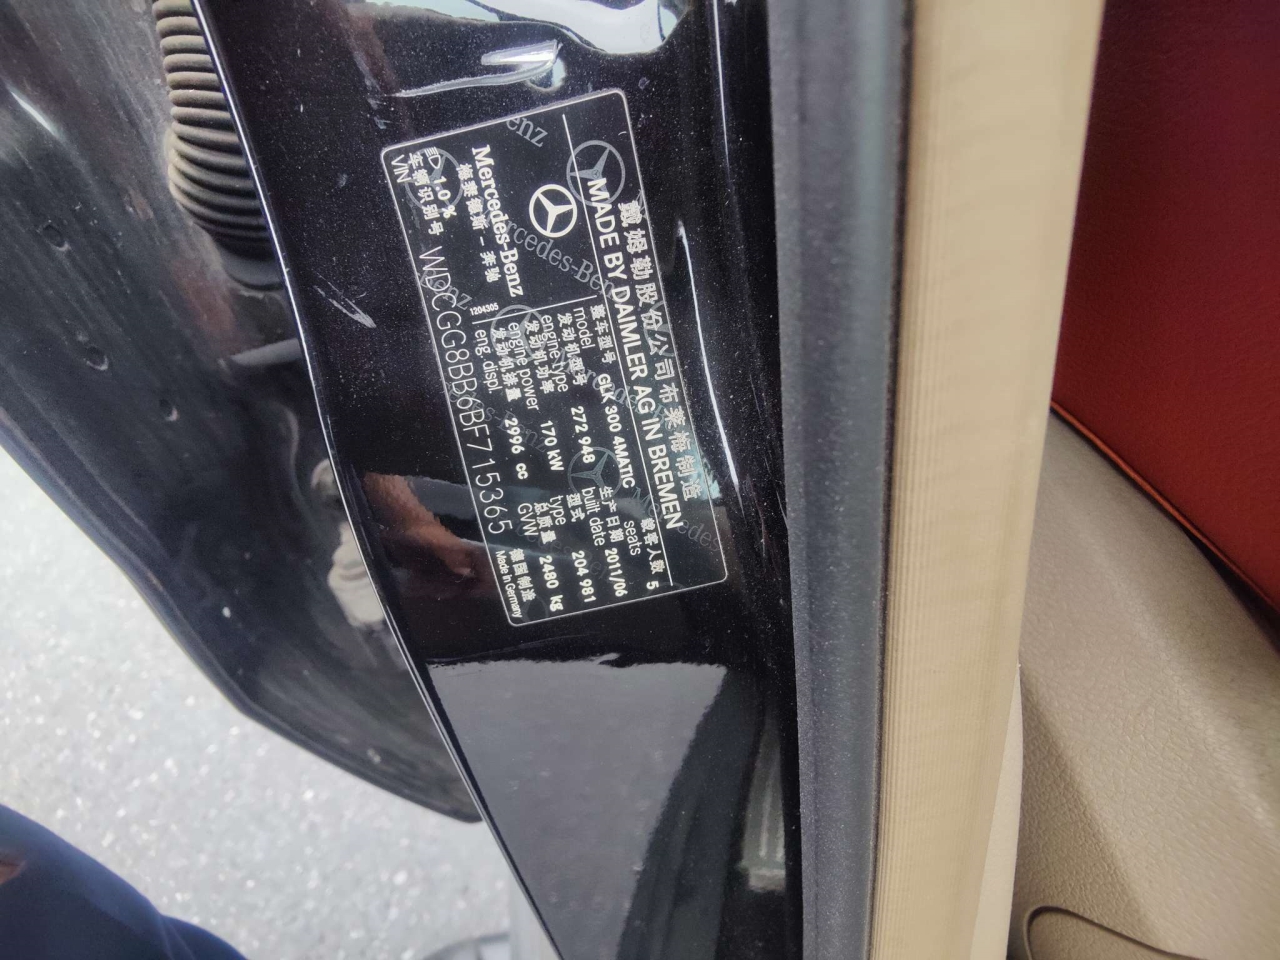 戴姆勒股份公司布莱梅制造
MADE BY DAIMLER AG IN BREMEN
Mercedes-Benz
梅赛德斯-奔驰
1.0%
1204305
整车型号
model GLK 300 4MATIC
载客人数
seats 5
发动机型号
engine type 272 948
生产日期
built date 2011/06
发动机功率
engine power 170 kW
型式
type 204 981
发动机排量
eng. displ. 2996 cc
总质量
GVW 2480 kg
德国制造
Made in Germany
车辆识别号
VIN WDCGG8BB6BF715365